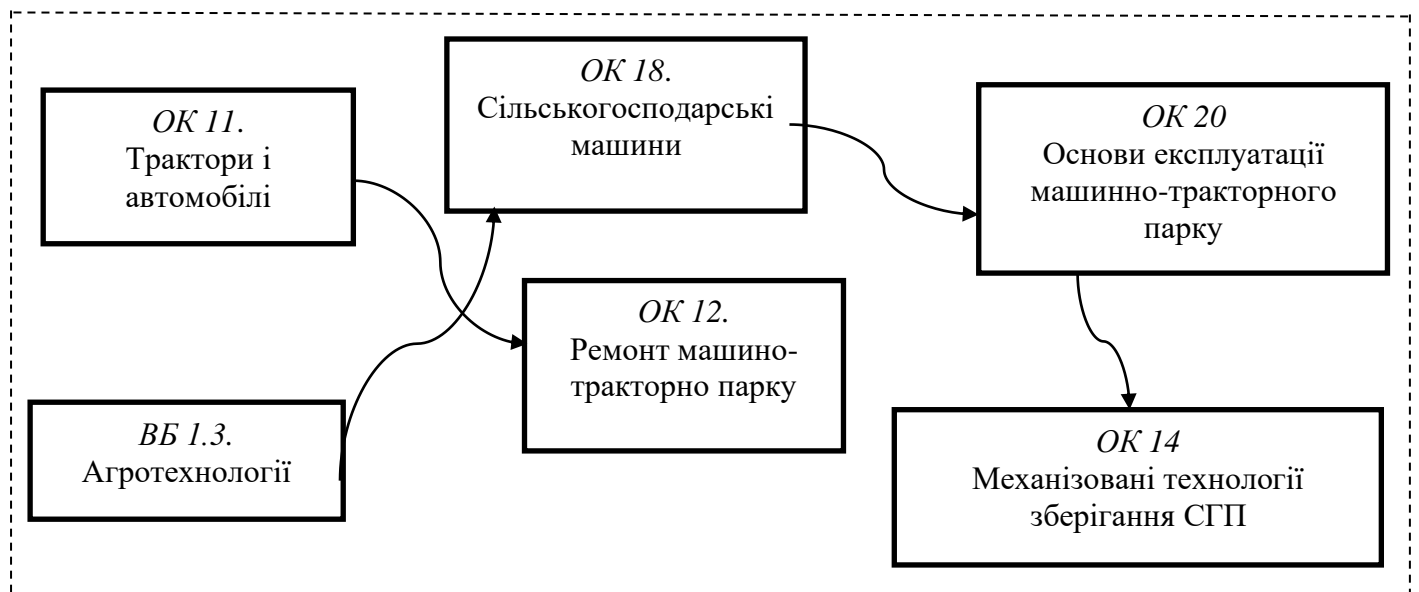 ОК 11.
Трактори і
автомобілі
ОК 18.
Сільськогосподарські
машини
ОК 20
Основи експлуатації
машинно-тракторного
парку
ОК 12.
Ремонт машино-
тракторно парку
ВБ 1.3.
Агротехнології
ОК 14
Механізовані технології
зберігання СГП